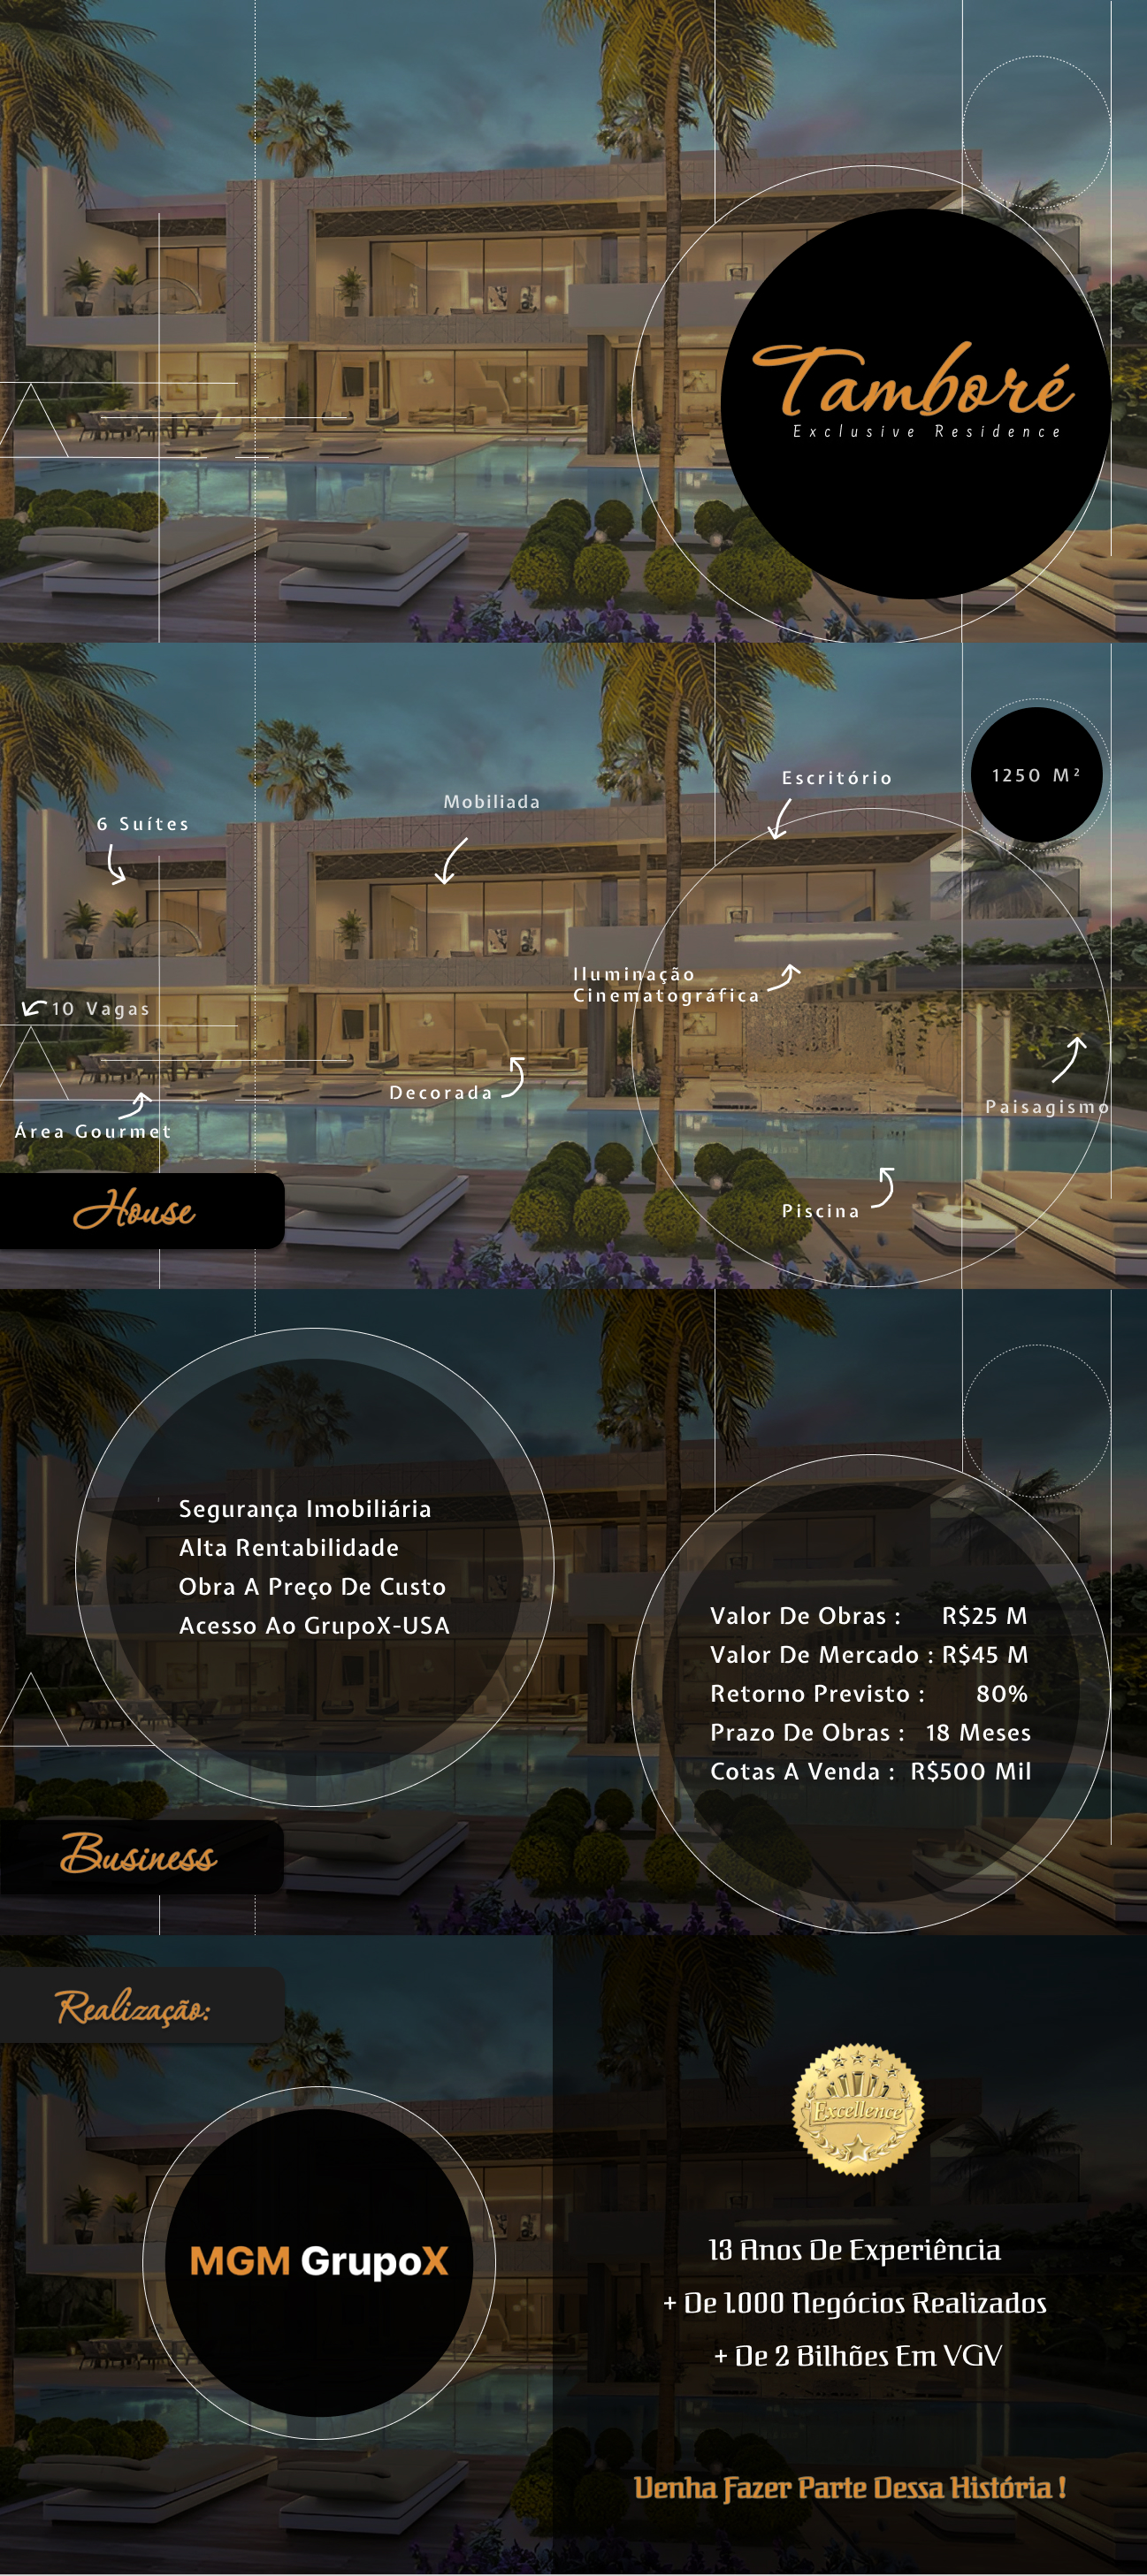 Tamboré
Exclusive Residence
1250 M²
Escritório
Mobiliada
6 Suítes
Iluminação
Cinematográfica
10 Vagas
Decorada
Paisagismo
Área Gourmet
House
Piscina
Segurança Imobiliária
Alta Rentabilidade
Obra A Preço De Custo
Acesso Ao GrupoX-USA
Valor De Obras : R$25 M
Valor De Mercado : R$45 M
Retorno Previsto : 80%
Prazo De Obras : 18 Meses
Cotas A Venda : R$500 Mil
Business
Realização:
MGM GrupoX
Excellence
13 Anos De Experiência
+ De 1.000 Negócios Realizados
+ De 2 Bilhões Em VGV
Venha Fazer Parte Dessa História !